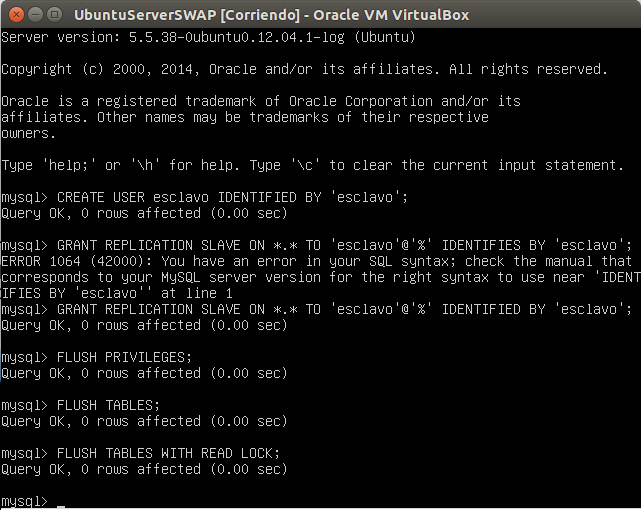 UbuntuServerSWAP [Corriendo] - Oracle VM VirtualBox
Server version: 5.5.38-0ubuntu0.12.04.1-log (Ubuntu)
Copyright (c) 2000, 2014, Oracle and/or its affiliates. All rights reserved.
Oracle is a registered trademark of Oracle Corporation and/or its
affiliates. Other names may be trademarks of their respective
owners.
Type 'help;' or '\h' for help. Type '\c' to clear the current input statement.
mysql> CREATE USER esclavo IDENTIFIED BY 'esclavo';
Query OK, 0 rows affected (0.00 sec)
mysql> GRANT REPLICATION SLAVE ON *.* TO 'esclavo'@'%' IDENTIFIES BY 'esclavo';
ERROR 1064 (42000): You have an error in your SQL syntax; check the manual that
corresponds to your MySQL server version for the right syntax to use near 'IDENT
IFIES BY 'esclavo'' at line 1
mysql> GRANT REPLICATION SLAVE ON *.* TO 'esclavo'@'%' IDENTIFIED BY 'esclavo';
Query OK, 0 rows affected (0.00 sec)
mysql> FLUSH PRIVILEGES;
Query OK, 0 rows affected (0.00 sec)
mysql> FLUSH TABLES;
Query OK, 0 rows affected (0.00 sec)
mysql> FLUSH TABLES WITH READ LOCK;
Query OK, 0 rows affected (0.00 sec)
mysql> _